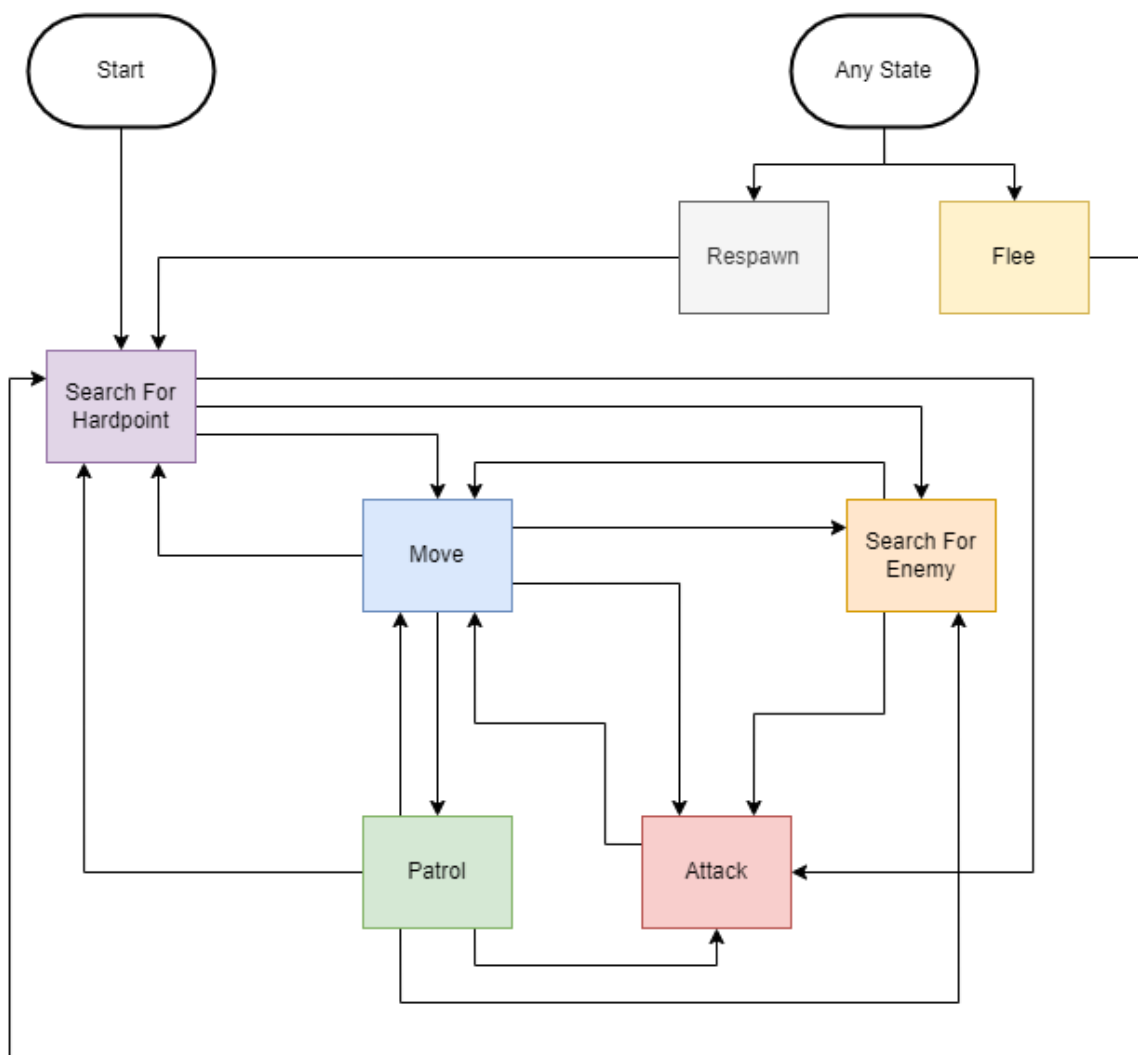 Start
Any State
Respawn
Flee
Search For
Hardpoint
Move
Search For
Enemy
Patrol
Attack